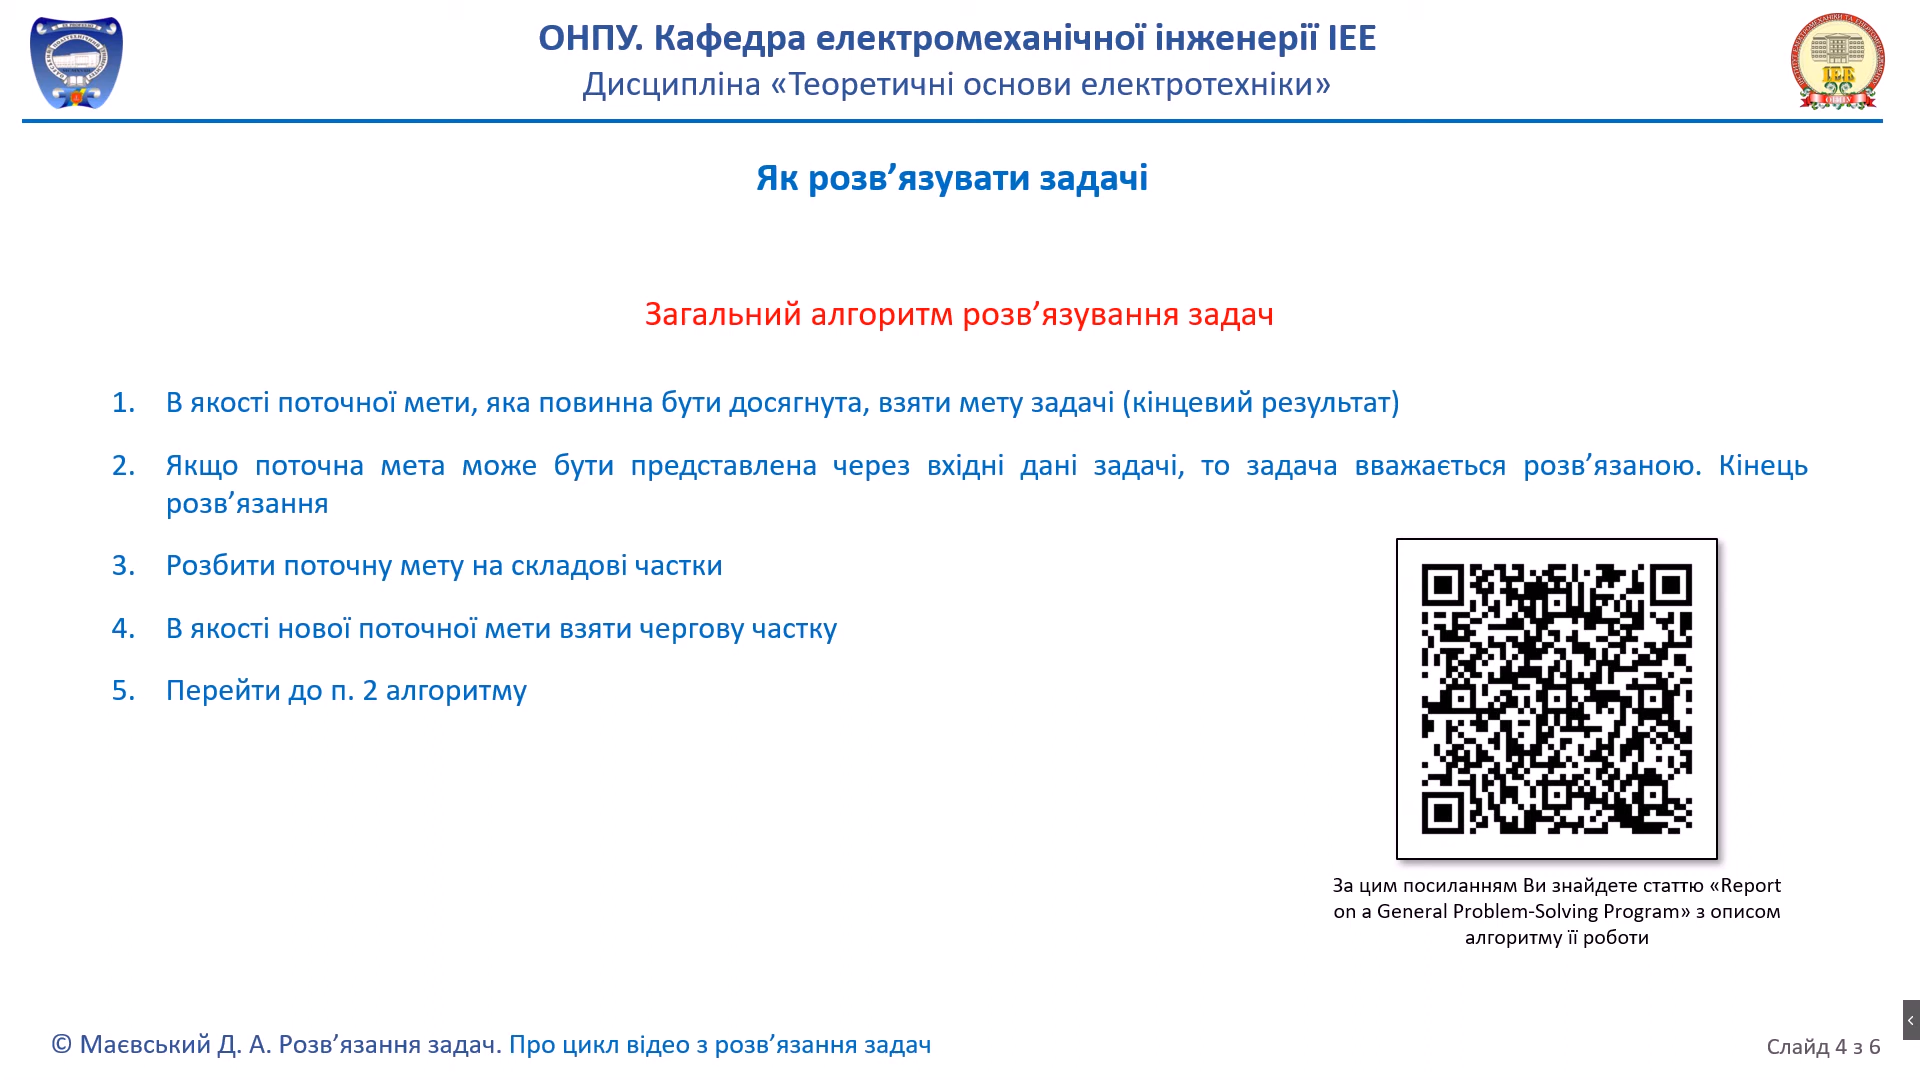 ОНПУ. Кафедра електромеханічної інженерії ІЕЕ
Дисципліна «Теоретичні основи електротехніки»
ІЕЕ
ОНПУ
Як розв’язувати задачі
Загальний алгоритм розв’язування задач
1. В якості поточної мети, яка повинна бути досягнута, взяти мету задачі (кінцевий результат)
2. Якщо поточна мета може бути представлена через вхідні дані задачі, то задача вважається розв’язаною. Кінець
розв’язання
3. Розбити поточну мету на складові частки
4. В якості нової поточної мети взяти чергову частку
5. Перейти до п. 2 алгоритму
За цим посиланням Ви знайдете статтю «Report
on a General Problem-Solving Program» з описом
алгоритму її роботи
© Маєвський Д. А. Розв’язання задач. Про цикл відео з розв’язання задач
Слайд 4 з 6